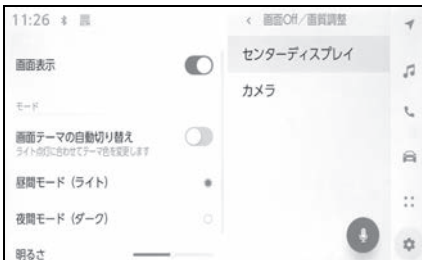 11:26
画面表示
モード
画面テーマの自動切り替え
ライト点灯に合わせてテーマ色を変更します
昼間モード（ライト）
夜間モード（ダーク）
明るさ
< 画面Off／画質調整
センターディスプレイ
カメラ